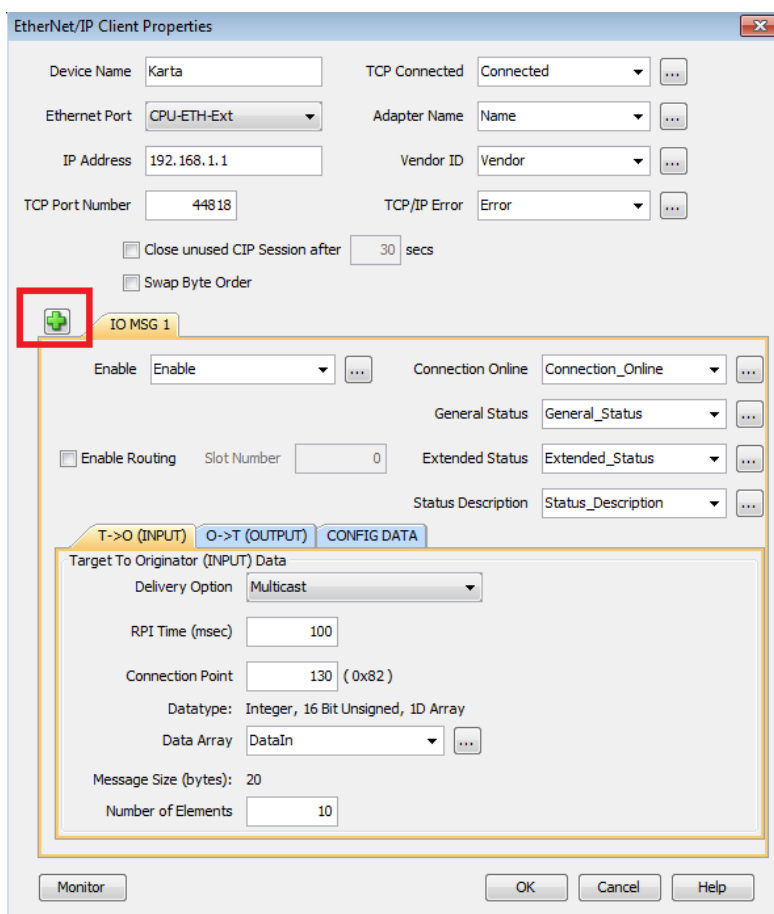 EtherNet/IP Client Properties
Device Name Karta TCP Connected Connected ...
Ethernet Port CPU-ETH-Ext Adapter Name Name ...
IP Address 192.168.1.1 Vendor ID Vendor ...
TCP Port Number 44818 TCP/IP Error Error ...
Close unused CIP Session after 30 secs
Swap Byte Order
IO MSG 1
Enable Enable ... Connection Online Connection_Online ...
General Status General_Status ...
Enable Routing Slot Number 0 Extended Status Extended_Status ...
Status Description Status_Description ...
T->O (INPUT) O->T (OUTPUT) CONFIG DATA
Target To Originator (INPUT) Data
Delivery Option Multicast
RPI Time (msec) 100
Connection Point 130 ( 0x82 )
Datatype: Integer, 16 Bit Unsigned, 1D Array
Data Array DataIn ...
Message Size (bytes): 20
Number of Elements 10
Monitor OK Cancel Help